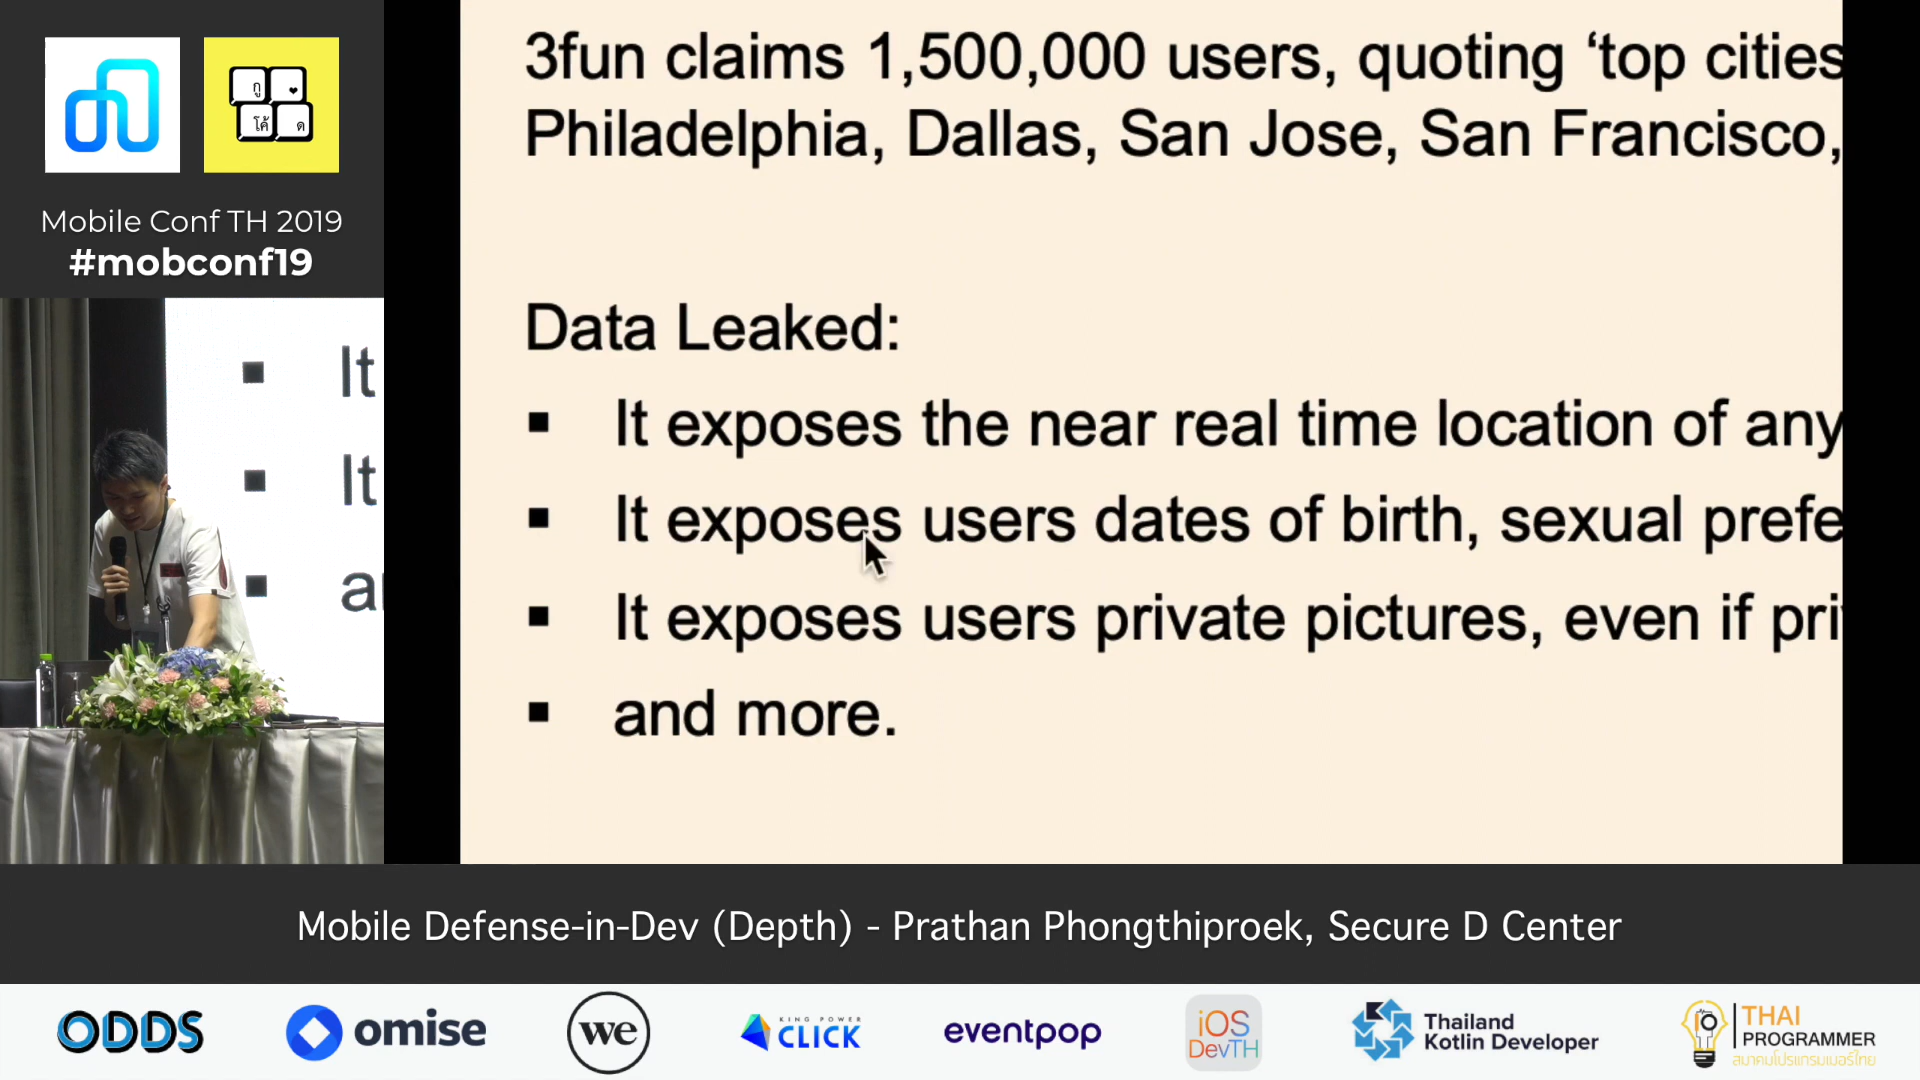 กู
โค้
ด
Mobile Conf TH 2019
#mobconf19
It
It
3fun claims 1,500,000 users, quoting ‘top cities
Philadelphia, Dallas, San Jose, San Francisco,
Data Leaked:
▪ It exposes the near real time location of any
▪ It exposes users dates of birth, sexual prefe
▪ It exposes users private pictures, even if pri
▪ and more.
Mobile Defense-in-Dev (Depth) - Prathan Phongthiproek, Secure D Center
ODDS
omise
we
KING POWER
CLICK
eventpop
iOS
DevTH
Thailand
Kotlin Developer
THAI
PROGRAMMER
สมาคมโปรแกรมเมอร์ไทย